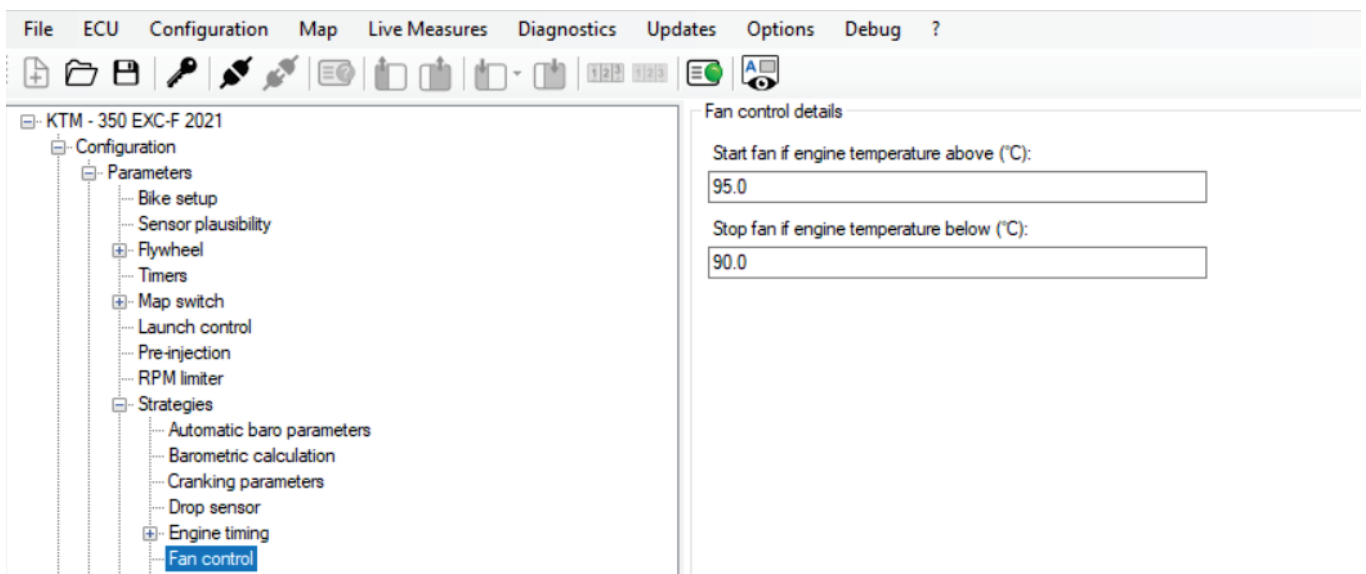 File ECU Configuration Map Live Measures Diagnostics Updates Options Debug ?
KTM - 350 EXC-F 2021
Configuration
Parameters
Bike setup
Sensor plausibility
Flywheel
Timers
Map switch
Launch control
Pre-injection
RPM limiter
Strategies
Automatic baro parameters
Barometric calculation
Cranking parameters
Drop sensor
Engine timing
Fan control
Fan control details
Start fan if engine temperature above (°C):
95.0
Stop fan if engine temperature below (°C):
90.0